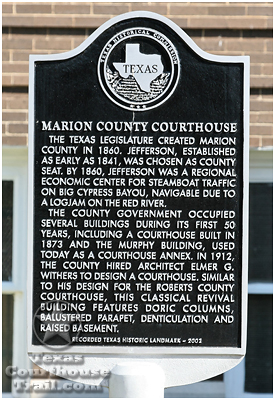 TEXAS HISTORICAL COMMISSION
TEXAS
MARION COUNTY COURTHOUSE
THE TEXAS LEGISLATURE CREATED MARION
COUNTY IN 1860. JEFFERSON, ESTABLISHED
AS EARLY AS 1841, WAS CHOSEN AS COUNTY
SEAT. BY 1860, JEFFERSON WAS A REGIONAL
ECONOMIC CENTER FOR STEAMBOAT TRAFFIC
ON BIG CYPRESS BAYOU, NAVIGABLE DUE TO
A LOGJAM ON THE RED RIVER.
THE COUNTY GOVERNMENT OCCUPIED
SEVERAL BUILDINGS DURING ITS FIRST 50
YEARS, INCLUDING A COURTHOUSE BUILT IN
1873 AND THE MURPHY BUILDING, USED
TODAY AS A COURTHOUSE ANNEX. IN 1912,
THE COUNTY HIRED ARCHITECT ELMER G.
WITHERS TO DESIGN A COURTHOUSE. SIMILAR
TO HIS DESIGN FOR THE ROBERTS COUNTY
COURTHOUSE, THIS CLASSICAL REVIVAL
BUILDING FEATURES DORIC COLUMNS,
BALUSTERED PARAPET, DENTICULATION AND
RAISED BASEMENT.
RECORDED TEXAS HISTORIC LANDMARK - 2002
Texas
Courthouse
Trail.com